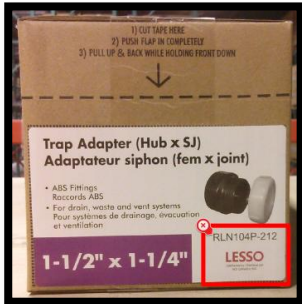 1) CUT TAPE HERE
2) PUSH FLAP IN COMPLETELY
3) PULL UP & BACK WHILE HOLDING FRONT DOWN
Trap Adapter (Hub x SJ)
Adaptateur siphon (fem x joint)
• ABS Fittings
Raccords ABS
• For drain, waste and vent systems
Pour systèmes de drainage, évacuation
et ventilation
RLN104P-212
1-1/2" x 1-1/4"
LESSO